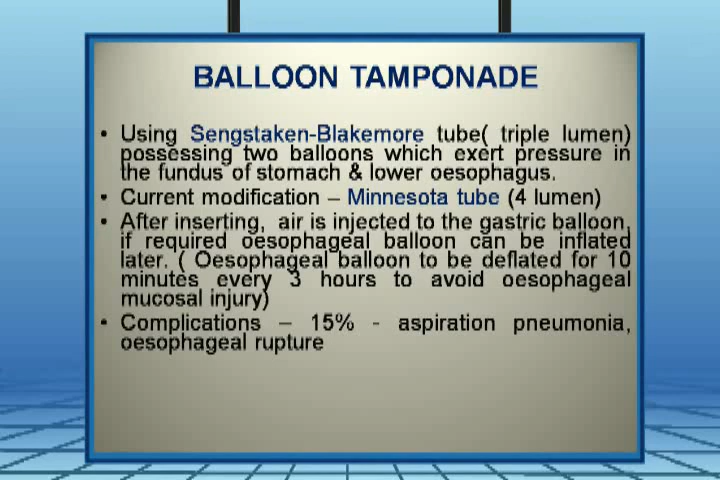 BALLOON TAMPONADE
• Using Sengstaken-Blakemore tube( triple lumen)
possessing two balloons which exert pressure in
the fundus of stomach & lower oesophagus.
• Current modification – Minnesota tube (4 lumen)
• After inserting, air is injected to the gastric balloon,
if required oesophageal balloon can be inflated
later. ( Oesophageal balloon to be deflated for 10
minutes every 3 hours to avoid oesophageal
mucosal injury)
• Complications – 15% - aspiration pneumonia,
oesophageal rupture